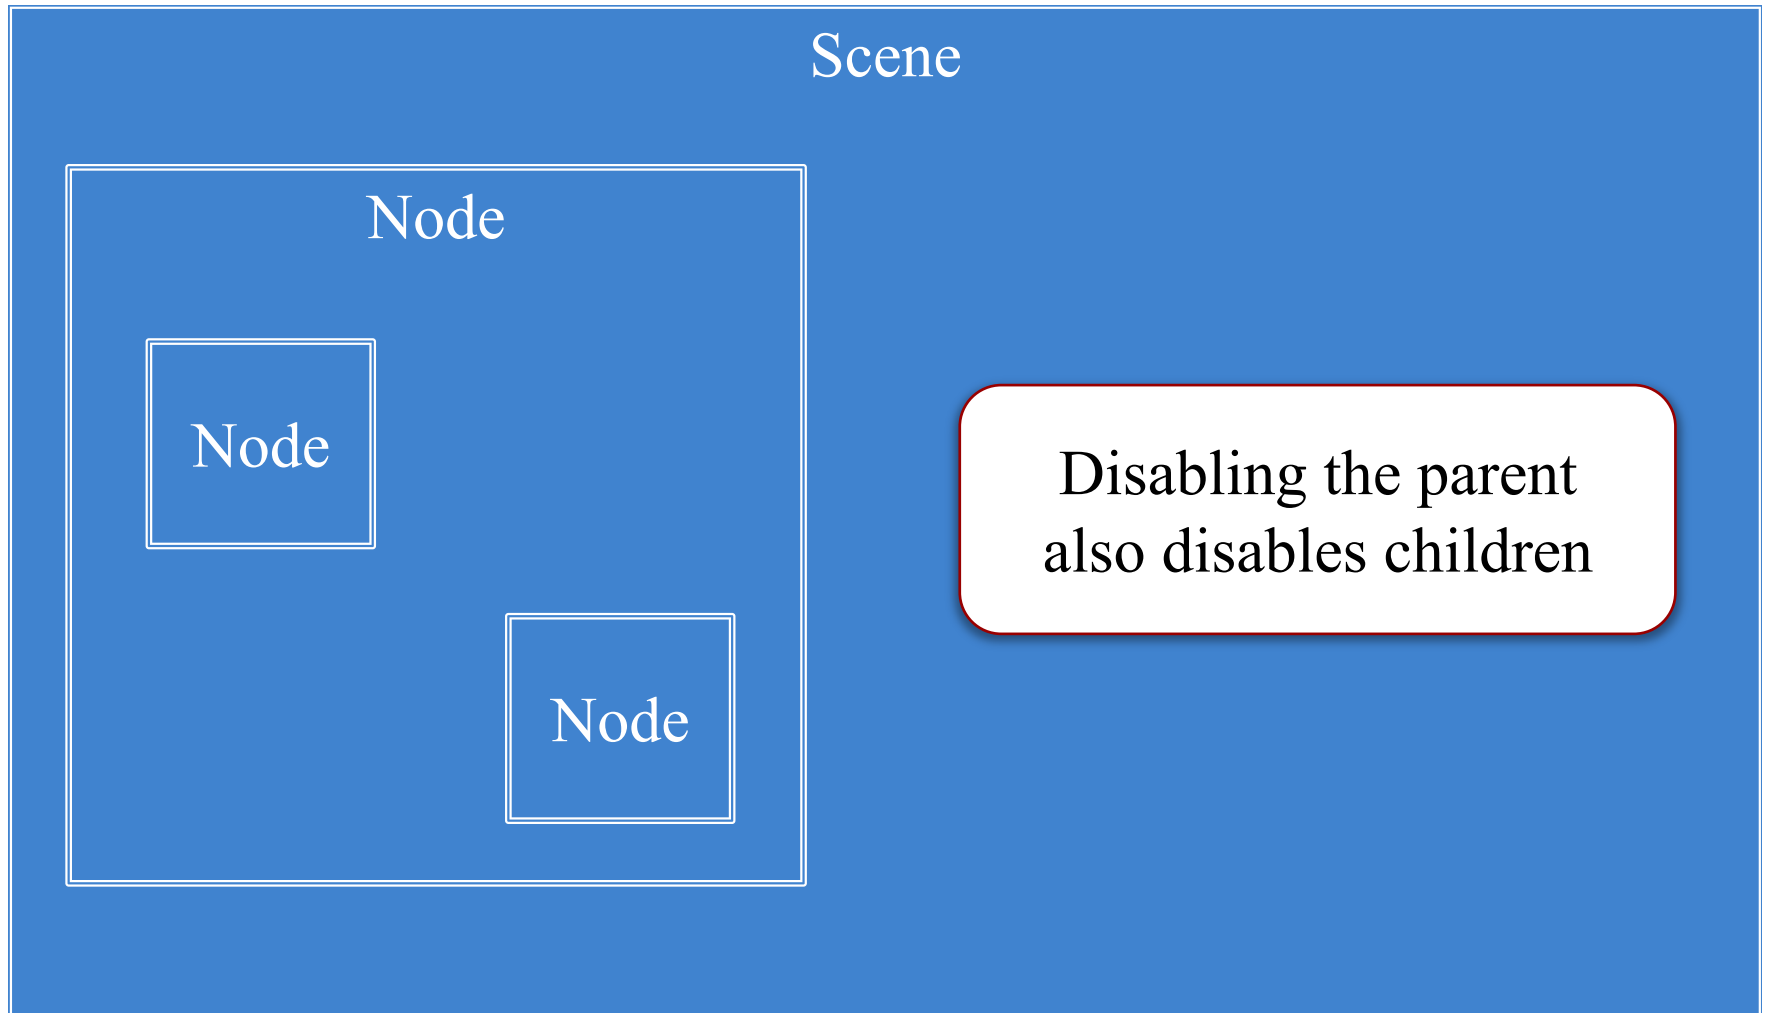 Scene
Node
Node
Node
Disabling the parent
also disables children